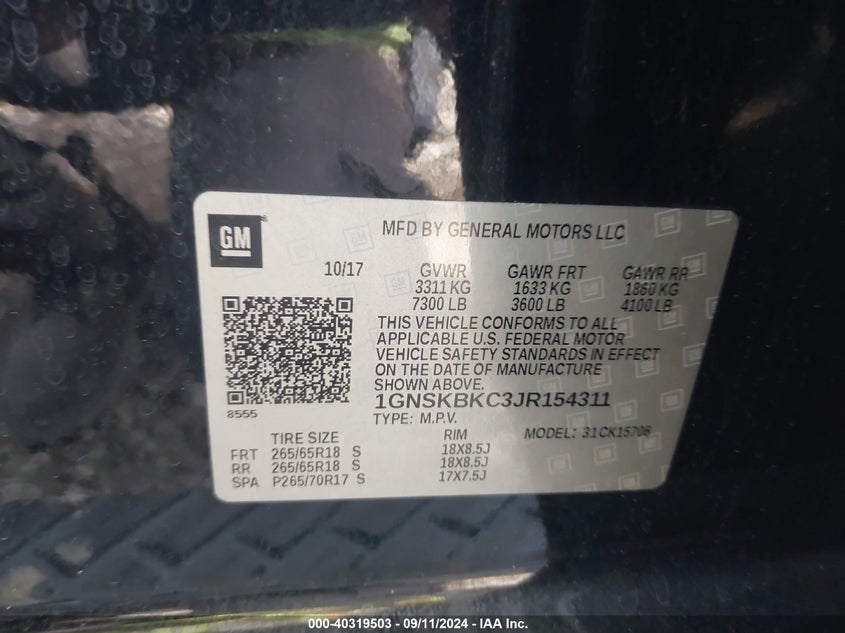 GM
MFD BY GENERAL MOTORS LLC
10/17 GVWR GAWR FRT GAWR RR
3311 KG 1633 KG 1860 KG
7300 LB 3600 LB 4100 LB
THIS VEHICLE CONFORMS TO ALL
APPLICABLE U.S. FEDERAL MOTOR
VEHICLE SAFETY STANDARDS IN EFFECT
ON THE DATE OF MANUFACTURE
SHOWN ABOVE.
8555 1GNSKBKC3JR154311
TYPE: M.P.V.
TIRE SIZE RIM MODEL: 31CK15706
FRT 265/65R18 S 18X8.5J
RR 265/65R18 S 18X8.5J
SPA P265/70R17 S 17X7.5J
000-40319503 - 09/11/2024 - IAA Inc.